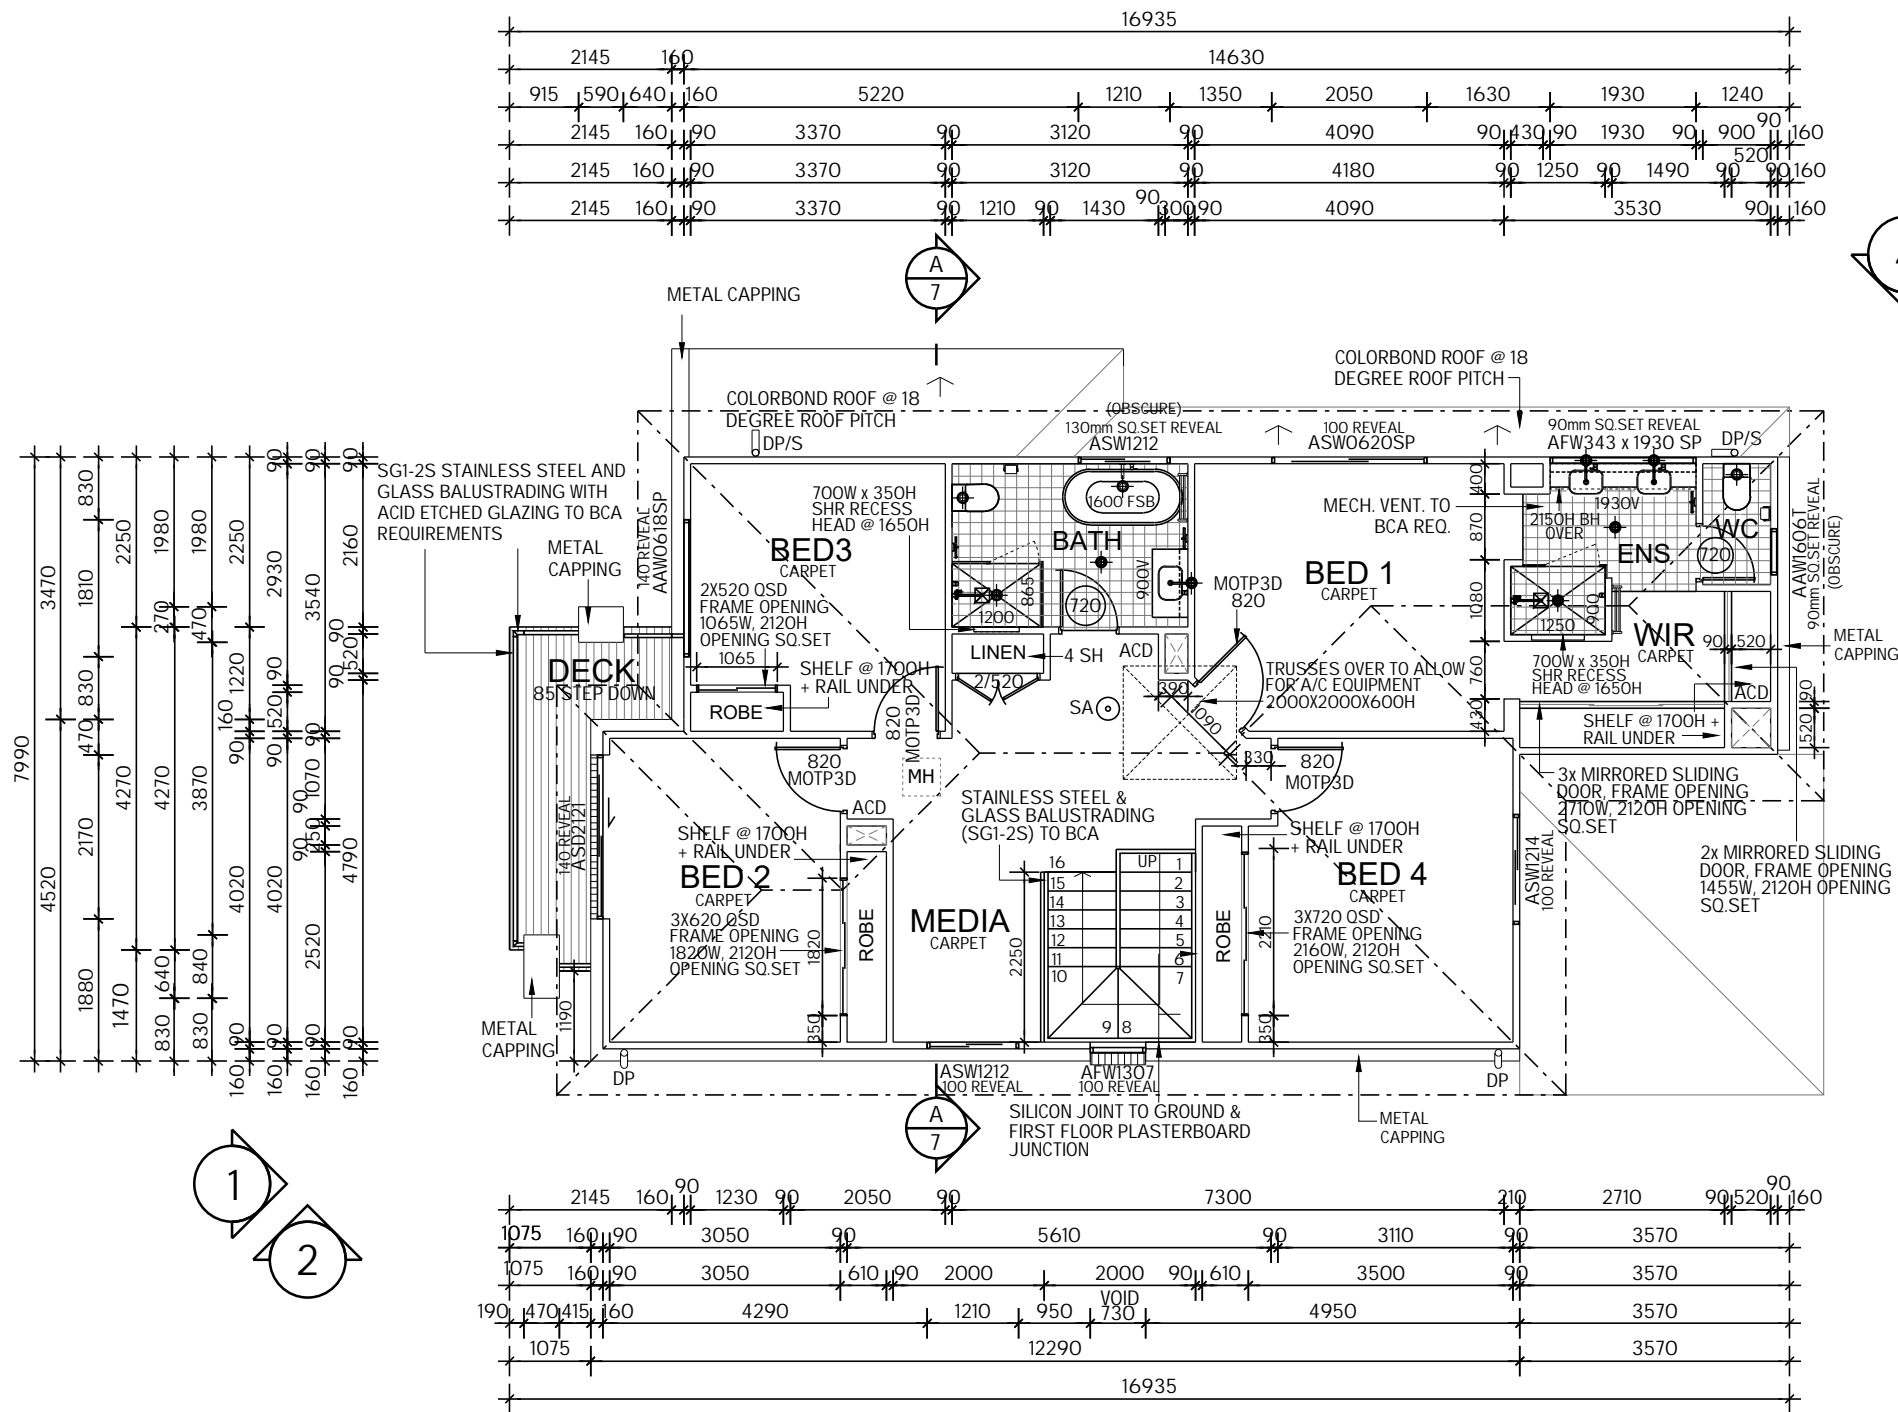 16935
2145 160 14630
915 590 640 160 5220 1210 1350 2050 1630 1930 1240
90
2145 160 90 3370 90 3120 90 4090 90 430 90 1930 90 900 160
520
2145 160 90 3370 90 3120 90 4180 90 1250 90 1490 90 90 160
90
2145 160 90 3370 90 1210 90 1430 300 90 4090 3530 90 160
A
7
METAL CAPPING
COLORBOND ROOF @ 18
DEGREE ROOF PITCH
COLORBOND ROOF @ 18
DEGREE ROOF PITCH
DP/S
(OBSCURE)
130mm SQ.SET REVEAL
ASW1212
100 REVEAL
ASW0620SP
90mm SQ.SET REVEAL
AFW343 x 1930 SP
DP/S
SG1-2S STAINLESS STEEL AND
GLASS BALUSTRADING WITH
ACID ETCHED GLAZING TO BCA
REQUIREMENTS
METAL
CAPPING
140 REVEAL
AAW0618SP
700W x 350H
SHR RECESS
HEAD @ 1650H
BED3
CARPET
2X520 QSD
FRAME OPENING
1065W, 2120H
OPENING SQ.SET
1065
SHELF @ 1700H
+ RAIL UNDER
ROBE
820
MOTP3D
1600 FSB
BATH
865
1200
720
900V
LINEN
4 SH
2/520
ACD
SA
MOTP3D
820
390
1090
330
BED 1
CARPET
MECH. VENT. TO
BCA REQ.
TRUSSES OVER TO ALLOW
FOR A/C EQUIPMENT
2000X2000X600H
400
870
1080
760
430
1930V
2150H BH
OVER
ENS
WC
720
900
1250
WIR
CARPET
90 520
700W x 350H
SHR RECESS
HEAD @ 1650H
ACD
SHELF @ 1700H +
RAIL UNDER
AAW1606T
90mm SQ.SET REVEAL
(OBSCURE)
METAL
CAPPING
90
520
DECK
85 STEP DOWN
820
MOTP3D
MH
ACD
820
MOTP3D
STAINLESS STEEL &
GLASS BALUSTRADING
(SG1-2S) TO BCA
140 REVEAL
ASD2121
SHELF @ 1700H
+ RAIL UNDER
BED 2
CARPET
3X620 QSD
FRAME OPENING
1820W, 2120H
OPENING SQ.SET
1820
350
ROBE
MEDIA
CARPET
2250
UP
16 1
15 2
14 3
13 4
12 5
11 6
10 7
9 8
ROBE
2210
350
SHELF @ 1700H
+ RAIL UNDER
BED 4
CARPET
3X720 QSD
FRAME OPENING
2160W, 2120H
OPENING SQ.SET
ASW1214
100 REVEAL
3x MIRRORED SLIDING
DOOR, FRAME OPENING
2710W, 2120H OPENING
SQ.SET
2x MIRRORED SLIDING
DOOR, FRAME OPENING
1455W, 2120H OPENING
SQ.SET
1190
METAL
CAPPING
DP
ASW1212
100 REVEAL
AFW1307
100 REVEAL
DP
SILICON JOINT TO GROUND &
FIRST FLOOR PLASTERBOARD
JUNCTION
METAL
CAPPING
A
7
7990
3470 4520
830 1810 830 470 2170 1880
2250 4270 1470
1980 270 4270 640 830
1980 470 3870 840 830
2250 1220 160 90 4020 90 160
90 2930 90 520 90 4020 90 160
90 3540 90 1070 90 250 90 2520 90 160
90 2160 90 520 90 4790 90 160
1
2
90 90
2145 160 1230 90 2050 90 7300 210 2710 90 520 160
1075 160 90 3050 90 5610 90 3110 90 3570
1075 160 90 3050 610 90 2000 2000 90 610 3500 90 3570
VOID
190 470 415 160 4290 1210 950 730 4950 3570
1075 12290 3570
16935